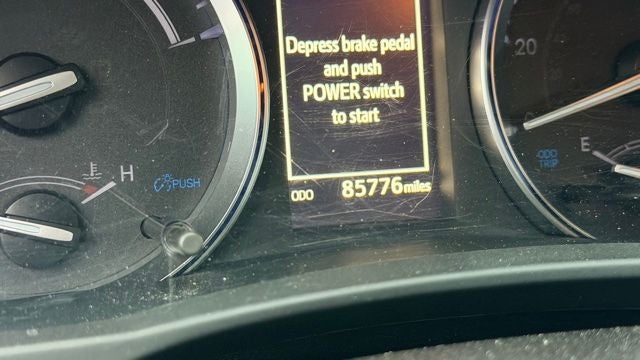 Depress brake pedal
and push
POWER switch
to start
ODO 85776 miles
H
PUSH
20
E
ODO
TRIP